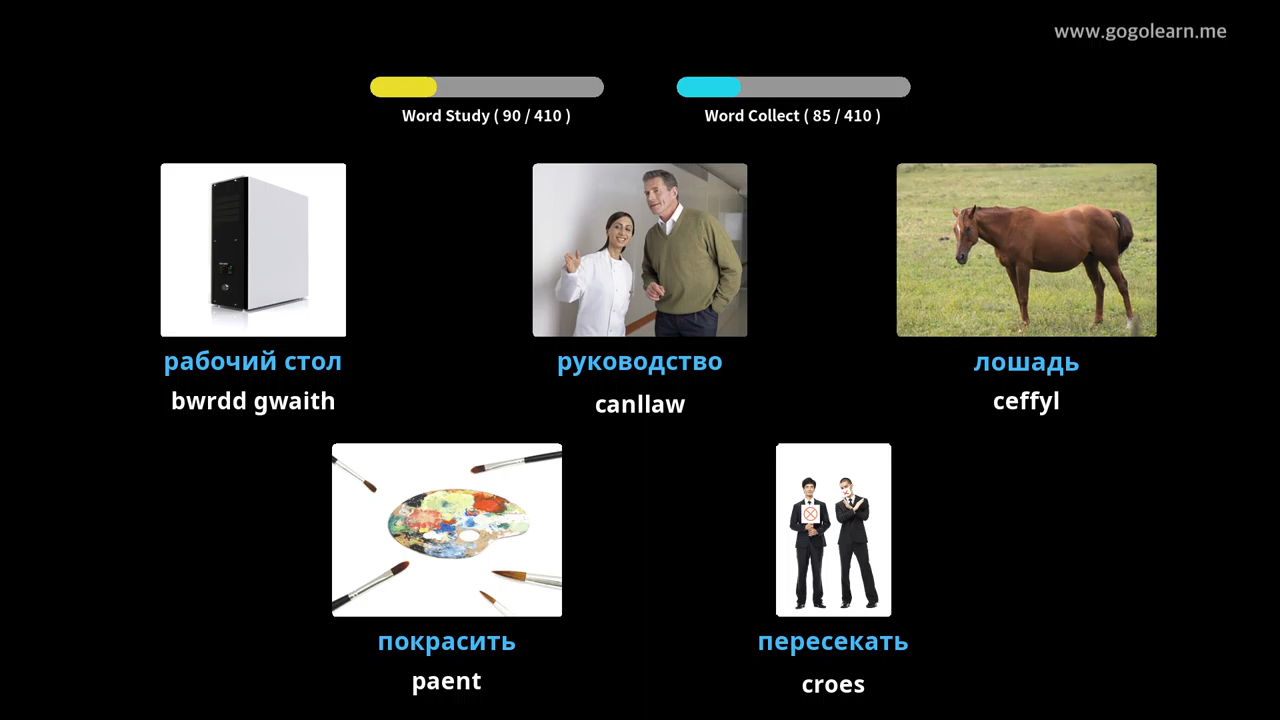 www.gogolearn.me
Word Study ( 90 / 410 )
Word Collect ( 85 / 410 )
рабочий стол
bwrdd gwaith
руководство
canllaw
лошадь
ceffyl
покрасить
paent
пересекать
croes